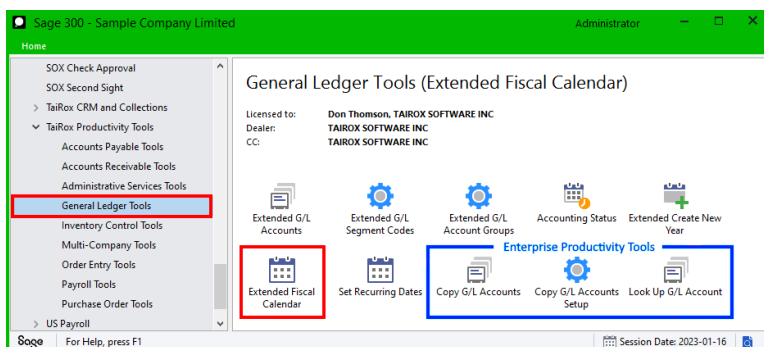 Sage 300 - Sample Company Limited
Administrator
Home
SOX Check Approval
SOX Second Sight
TaiRox CRM and Collections
TaiRox Productivity Tools
Accounts Payable Tools
Accounts Receivable Tools
Administrative Services Tools
General Ledger Tools
Inventory Control Tools
Multi-Company Tools
Order Entry Tools
Payroll Tools
Purchase Order Tools
US Payroll
General Ledger Tools (Extended Fiscal Calendar)
Licensed to: Don Thomson, TAIROX SOFTWARE INC
Dealer: TAIROX SOFTWARE INC
CC: TAIROX SOFTWARE INC
Extended G/L
Accounts
Extended G/L
Segment Codes
Extended G/L
Account Groups
Accounting Status
Extended Create New
Year
Enterprise Productivity Tools
Extended Fiscal
Calendar
Set Recurring Dates
Copy G/L Accounts
Copy G/L Accounts
Setup
Look Up G/L Account
Sage
For Help, press F1
Session Date: 2023-01-16